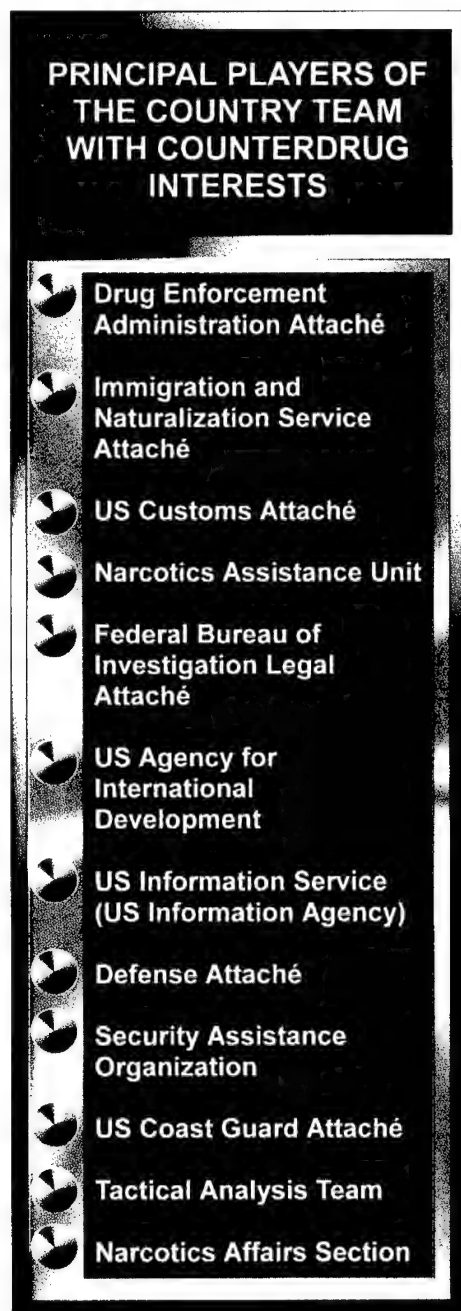 PRINCIPAL PLAYERS OF
THE COUNTRY TEAM
WITH COUNTERDRUG
INTERESTS
Drug Enforcement
Administration Attaché
Immigration and
Naturalization Service
Attaché
US Customs Attaché
Narcotics Assistance Unit
Federal Bureau of
Investigation Legal
Attaché
US Agency for
International
Development
US Information Service
(US Information Agency)
Defense Attaché
Security Assistance
Organization
US Coast Guard Attaché
Tactical Analysis Team
Narcotics Affairs Section